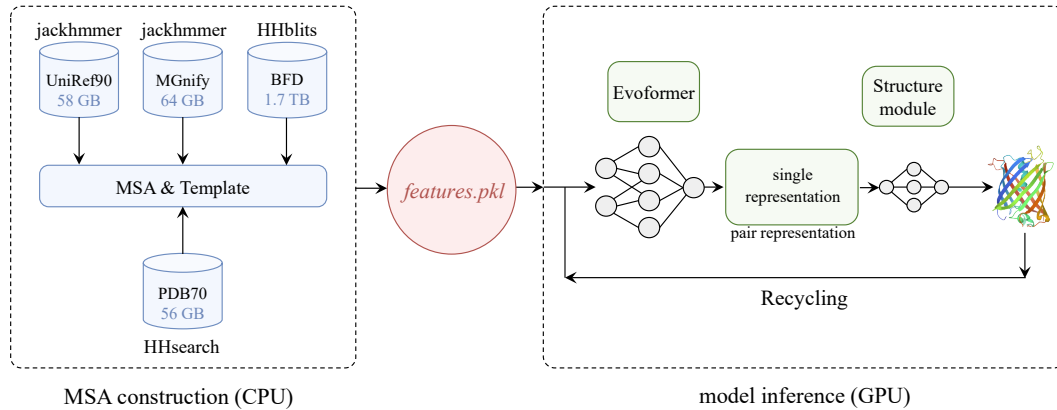 jackhmmer
jackhmmer
HHblits
UniRef90
58 GB
MGnify
64 GB
BFD
1.7 TB
MSA & Template
PDB70
56 GB
HHsearch
MSA construction (CPU)
features.pkl
Evoformer
Structure
module
single
representation
pair representation
Recycling
model inference (GPU)